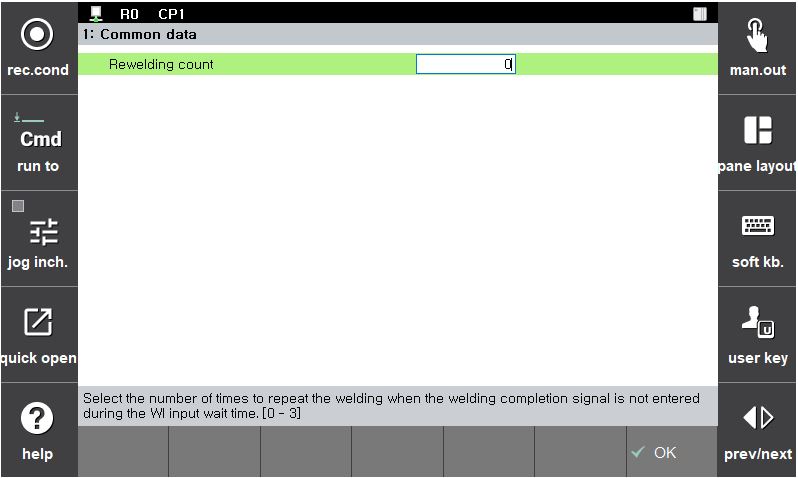 R0 CP1
1: Common data
Rewelding count 0
rec.cond
Cmd
run to
jog inch.
quick open
help
man.out
pane layout
soft kb.
u
user key
prev/next
Select the number of times to repeat the welding when the welding completion signal is not entered
during the WI input wait time. [0 - 3]
OK